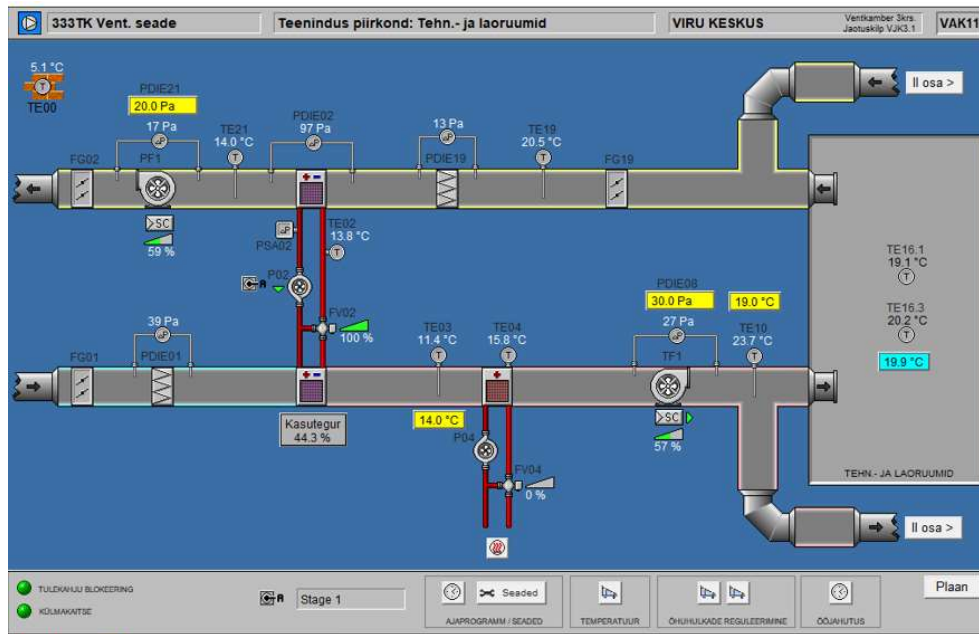 333TK Vent. seade
Teenindus piirkond: Tehn.- ja laoruumid
VIRU KESKUS
Ventkamber 3krs.
Jaotuskilp VJK3.1
VAK11
5.1 °C
T
TE00
PDIE21
20.0 Pa
17 Pa
TE21
14.0 °C
PDIE02
97 Pa
13 Pa
PDIE19
TE19
20.5 °C
II osa >
FG02
PF1
FG19
SC
59 %
PSA02
TE02
13.8 °C
P02
A
FV02
100 %
TE16.1
19.1 °C
T
TE16.3
20.2 °C
T
19.9 °C
PDIE08
30.0 Pa
19.0 °C
39 Pa
PDIE01
FG01
TE03
11.4 °C
TE04
15.8 °C
27 Pa
TF1
TE10
23.7 °C
Kasutegur
44.3 %
14.0 °C
P04
SC
57 %
FV04
0 %
TEHN.- JA LAORUUMID
II osa >
TULEKAHJU BLOKEERING
KÜLMAKAITSE
A
Stage 1
Seaded
AJAPROGRAMM / SEADED
TEMPERATUUR
ÕHUHULKADE REGULEERIMINE
ÖÖJAHUTUS
Plaan